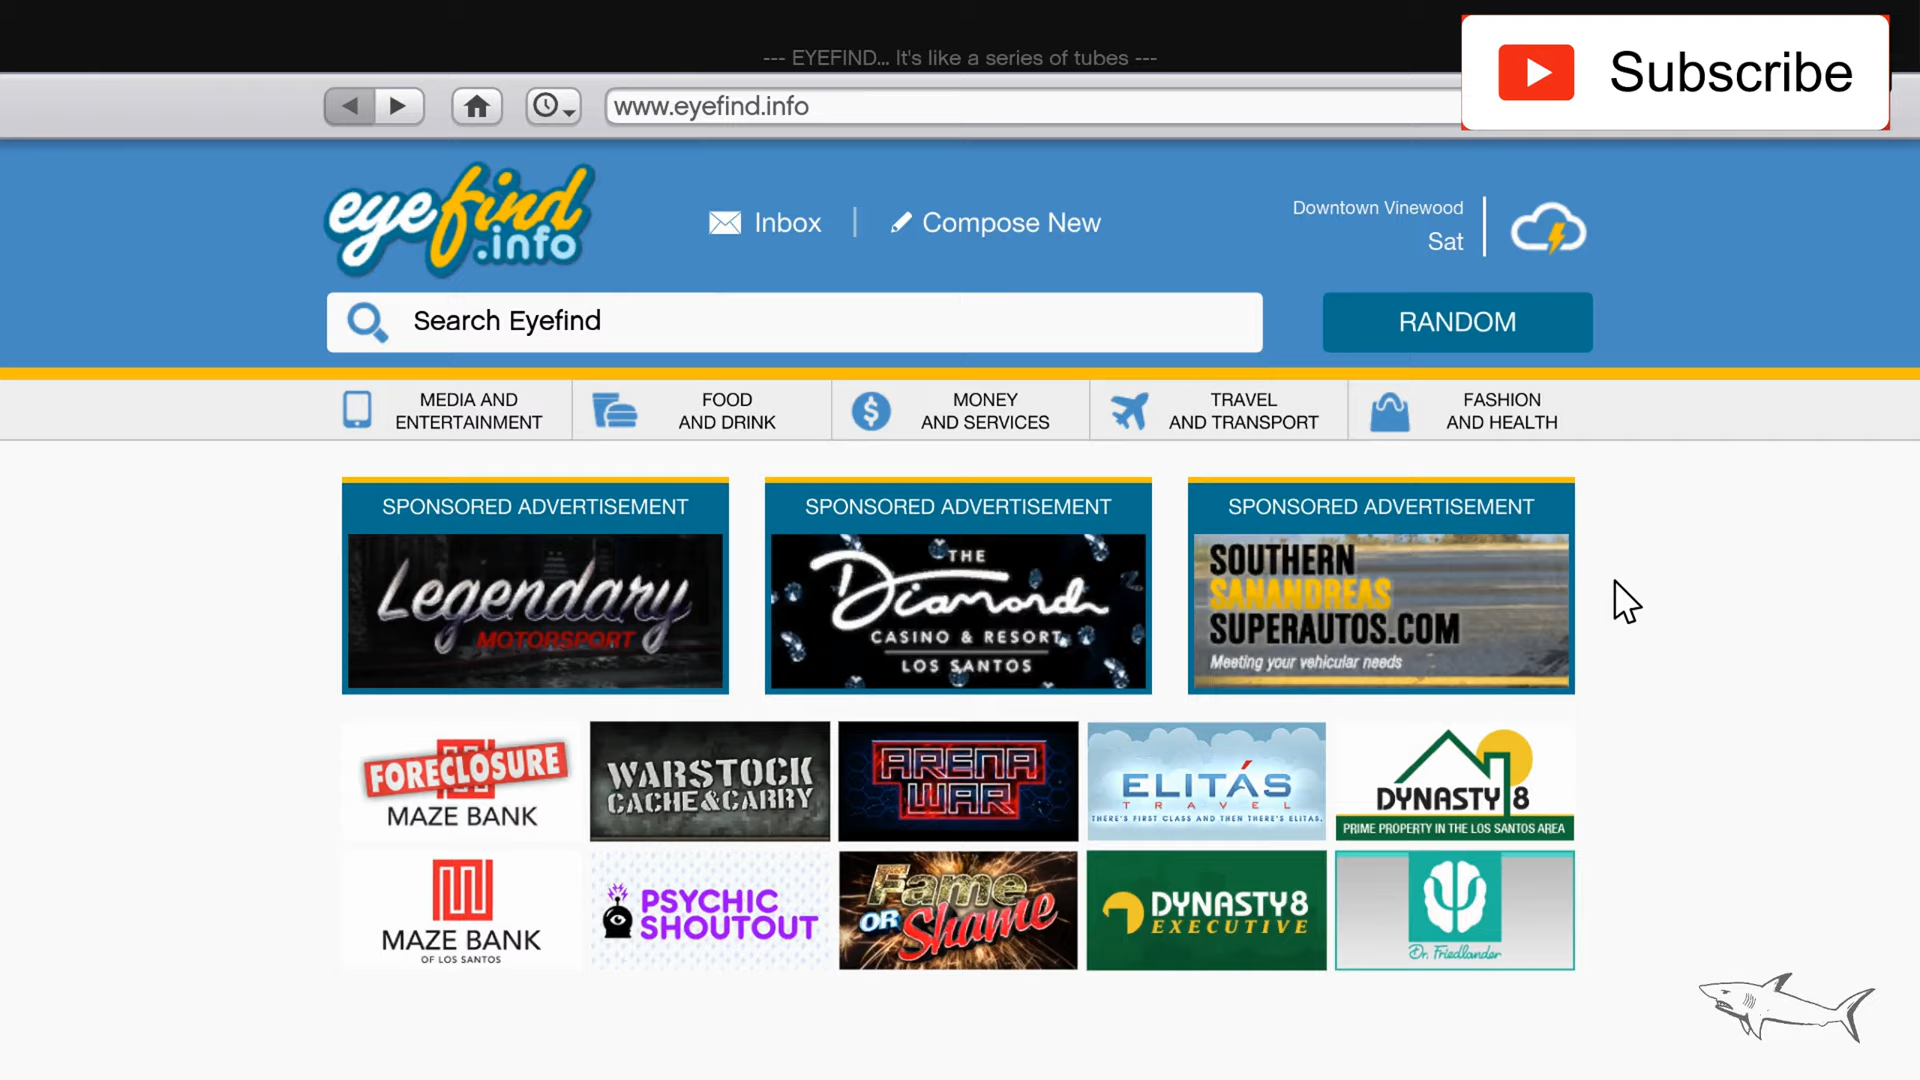 --- EYEFIND... It's like a series of tubes ---
Subscribe
www.eyefind.info
eyefind
.info
Inbox
Compose New
Downtown Vinewood
Sat
Search Eyefind
RANDOM
MEDIA AND
ENTERTAINMENT
FOOD
AND DRINK
MONEY
AND SERVICES
TRAVEL
AND TRANSPORT
FASHION
AND HEALTH
SPONSORED ADVERTISEMENT
Legendary
MOTORSPORT
SPONSORED ADVERTISEMENT
THE
Diamond
CASINO & RESORT
LOS SANTOS
SPONSORED ADVERTISEMENT
SOUTHERN
SANANDREAS
SUPERAUTOS.COM
Meeting your vehicular needs
FORECLOSURE
MAZE BANK
WARSTOCK
CACHE&CARRY
ARENA
WAR
ELITÁS
TRAVEL
THERE'S FIRST CLASS AND THEN THERE'S ELITAS.
DYNASTY 8
PRIME PROPERTY IN THE LOS SANTOS AREA
MAZE BANK
OF LOS SANTOS
PSYCHIC
SHOUTOUT
Fame
OR Shame
DYNASTY8
EXECUTIVE
Dr. Friedlander